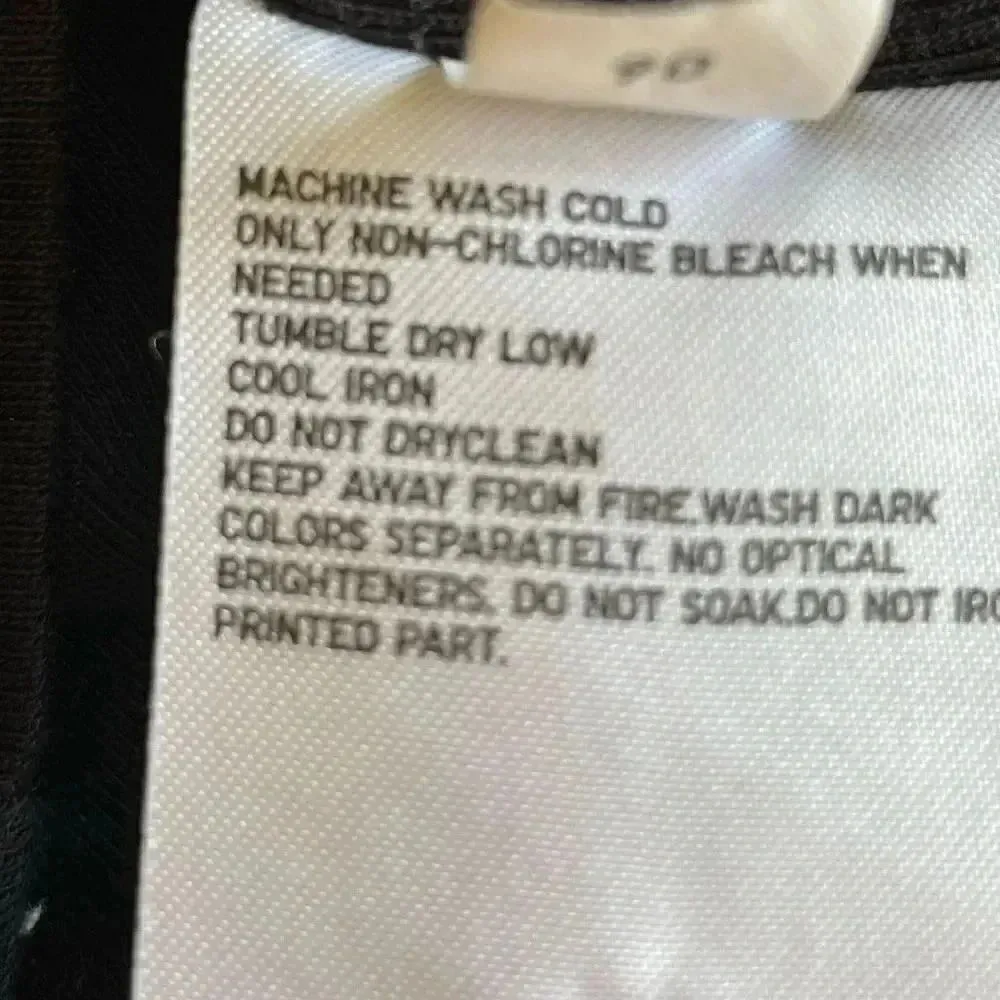 MACHINE WASH COLD
ONLY NON-CHLORINE BLEACH WHEN
NEEDED
TUMBLE DRY LOW
COOL IRON
DO NOT DRYCLEAN
KEEP AWAY FROM FIRE.WASH DARK
COLORS SEPARATELY. NO OPTICAL
BRIGHTENERS. DO NOT SOAK.DO NOT
PRINTED PART.